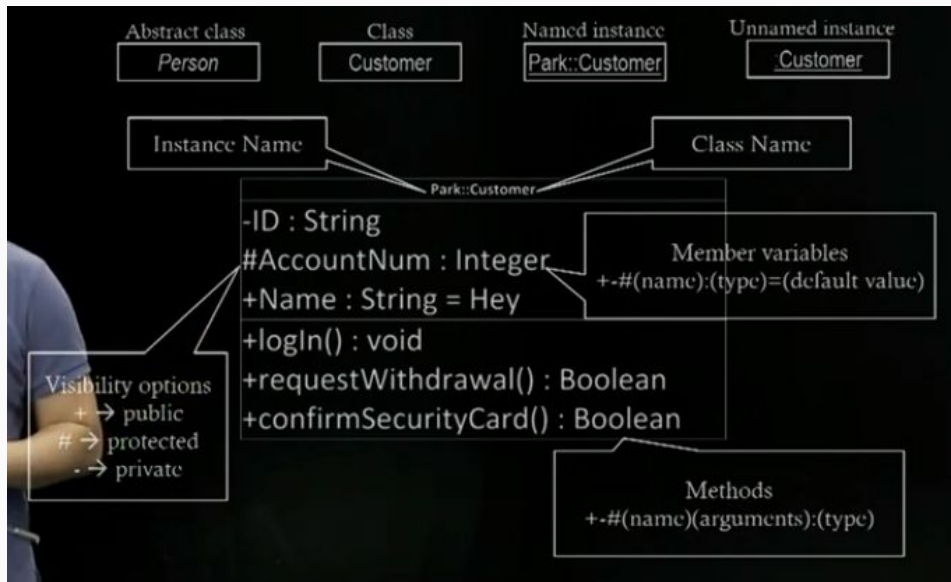 Abstract class
Class
Named instance
Unnamed instance
Person
Customer
Park::Customer
:Customer
Instance Name
Class Name
Park::Customer
-ID : String
#AccountNum : Integer
+Name : String = Hey
Member variables
+-#(name):(type)=(default value)
+logIn() : void
+requestWithdrawal() : Boolean
+confirmSecurityCard() : Boolean
Visibility options
+ → public
# → protected
- → private
Methods
+-#(name)(arguments):(type)